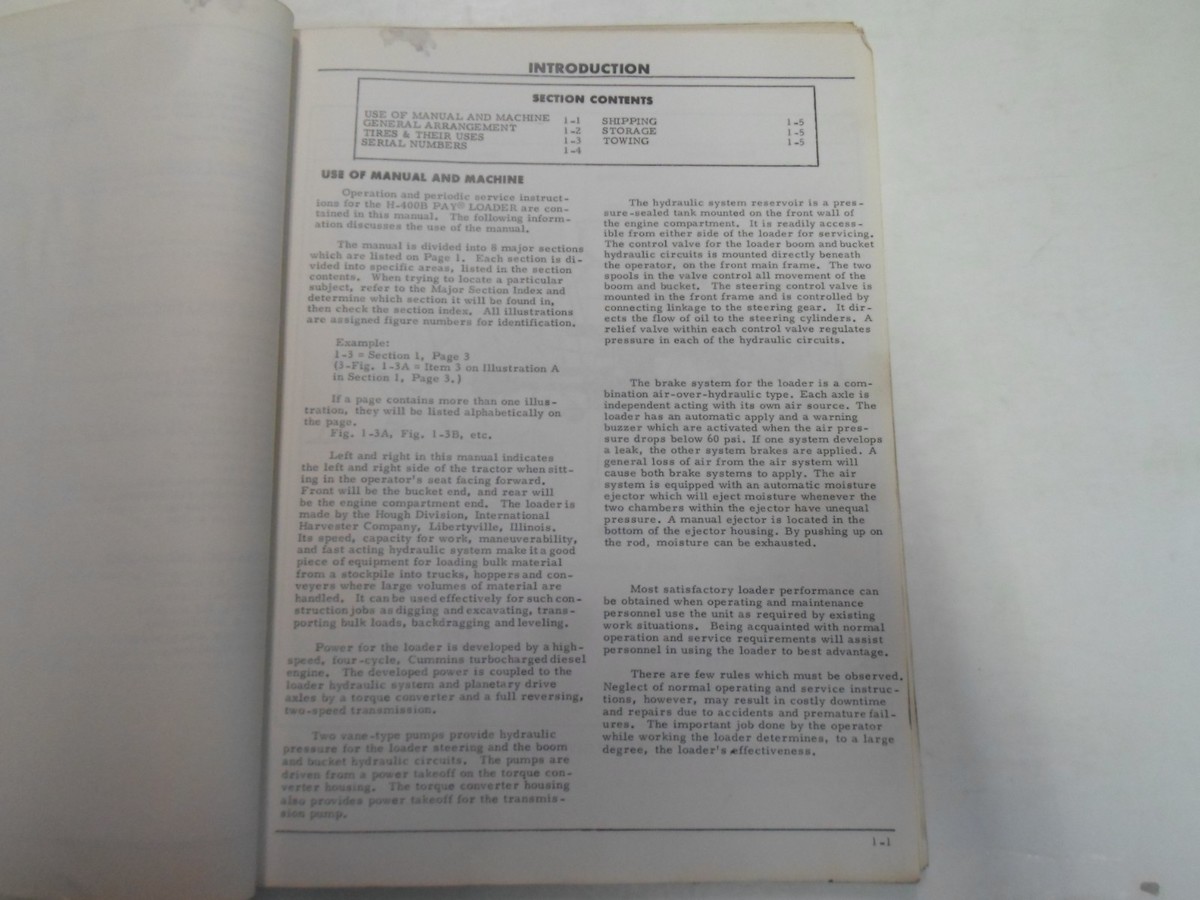 INTRODUCTION
SECTION CONTENTS
USE OF MANUAL AND MACHINE 1-1
GENERAL ARRANGEMENT 1-2
TIRES & THEIR USES 1-3
SERIAL NUMBERS 1-4
SHIPPING 1-5
STORAGE 1-5
TOWING 1-5
USE OF MANUAL AND MACHINE
Operation and periodic service instruct-
ions for the H-400B PAY® LOADER are con-
tained in this manual. The following inform-
ation discusses the use of the manual.
The manual is divided into 8 major sections
which are listed on Page 1. Each section is di-
vided into specific areas, listed in the section
contents. When trying to locate a particular
subject, refer to the Major Section Index and
determine which section it will be found in,
then check the section index. All illustrations
are assigned figure numbers for identification.
Example:
1-3 = Section 1, Page 3
(3-Fig. 1-3A = Item 3 on Illustration A
in Section 1, Page 3.)
If a page contains more than one illus-
tration, they will be listed alphabetically on
the page.
Fig. 1-3A, Fig. 1-3B, etc.
Left and right in this manual indicates
the left and right side of the tractor when sitt-
ing in the operator's seat facing forward.
Front will be the bucket end, and rear will
be the engine compartment end. The loader is
made by the Hough Division, International
Harvester Company, Libertyville, Illinois.
Its speed, capacity for work, maneuverability,
and fast acting hydraulic system make it a good
piece of equipment for loading bulk material
from a stockpile into trucks, hoppers and con-
veyers where large volumes of material are
handled. It can be used effectively for such con-
struction jobs as digging and excavating, trans-
porting bulk loads, backdragging and leveling.
Power for the loader is developed by a high-
speed, four-cycle, Cummins turbocharged diesel
engine. The developed power is coupled to the
loader hydraulic system and planetary drive
axles by a torque converter and a full reversing,
two-speed transmission.
Two vane-type pumps provide hydraulic
pressure for the loader steering and the boom
and bucket hydraulic circuits. The pumps are
driven from a power takeoff on the torque con-
verter housing. The torque converter housing
also provides power takeoff for the transmis-
sion pump.
The hydraulic system reservoir is a pres-
sure-sealed tank mounted on the front wall of
the engine compartment. It is readily access-
ible from either side of the loader for servicing.
The control valve for the loader boom and bucket
hydraulic circuits is mounted directly beneath
the operator, on the front main frame. The two
spools in the valve control all movement of the
boom and bucket. The steering control valve is
mounted in the front frame and is controlled by
connecting linkage to the steering gear. It dir-
ects the flow of oil to the steering cylinders. A
relief valve within each control valve regulates
pressure in each of the hydraulic circuits.
The brake system for the loader is a com-
bination air-over-hydraulic type. Each axle is
independent acting with its own air source. The
loader has an automatic apply and a warning
buzzer which are activated when the air pres-
sure drops below 60 psi. If one system develops
a leak, the other system brakes are applied. A
general loss of air from the air system will
cause both brake systems to apply. The air
system is equipped with an automatic moisture
ejector which will eject moisture whenever the
two chambers within the ejector have unequal
pressure. A manual ejector is located in the
bottom of the ejector housing. By pushing up on
the rod, moisture can be exhausted.
Most satisfactory loader performance can
be obtained when operating and maintenance
personnel use the unit as required by existing
work situations. Being acquainted with normal
operation and service requirements will assist
personnel in using the loader to best advantage.
There are few rules which must be observed.
Neglect of normal operating and service instruc-
tions, however, may result in costly downtime
and repairs due to accidents and premature fail-
ures. The important job done by the operator
while working the loader determines, to a large
degree, the loader's effectiveness.
1-1